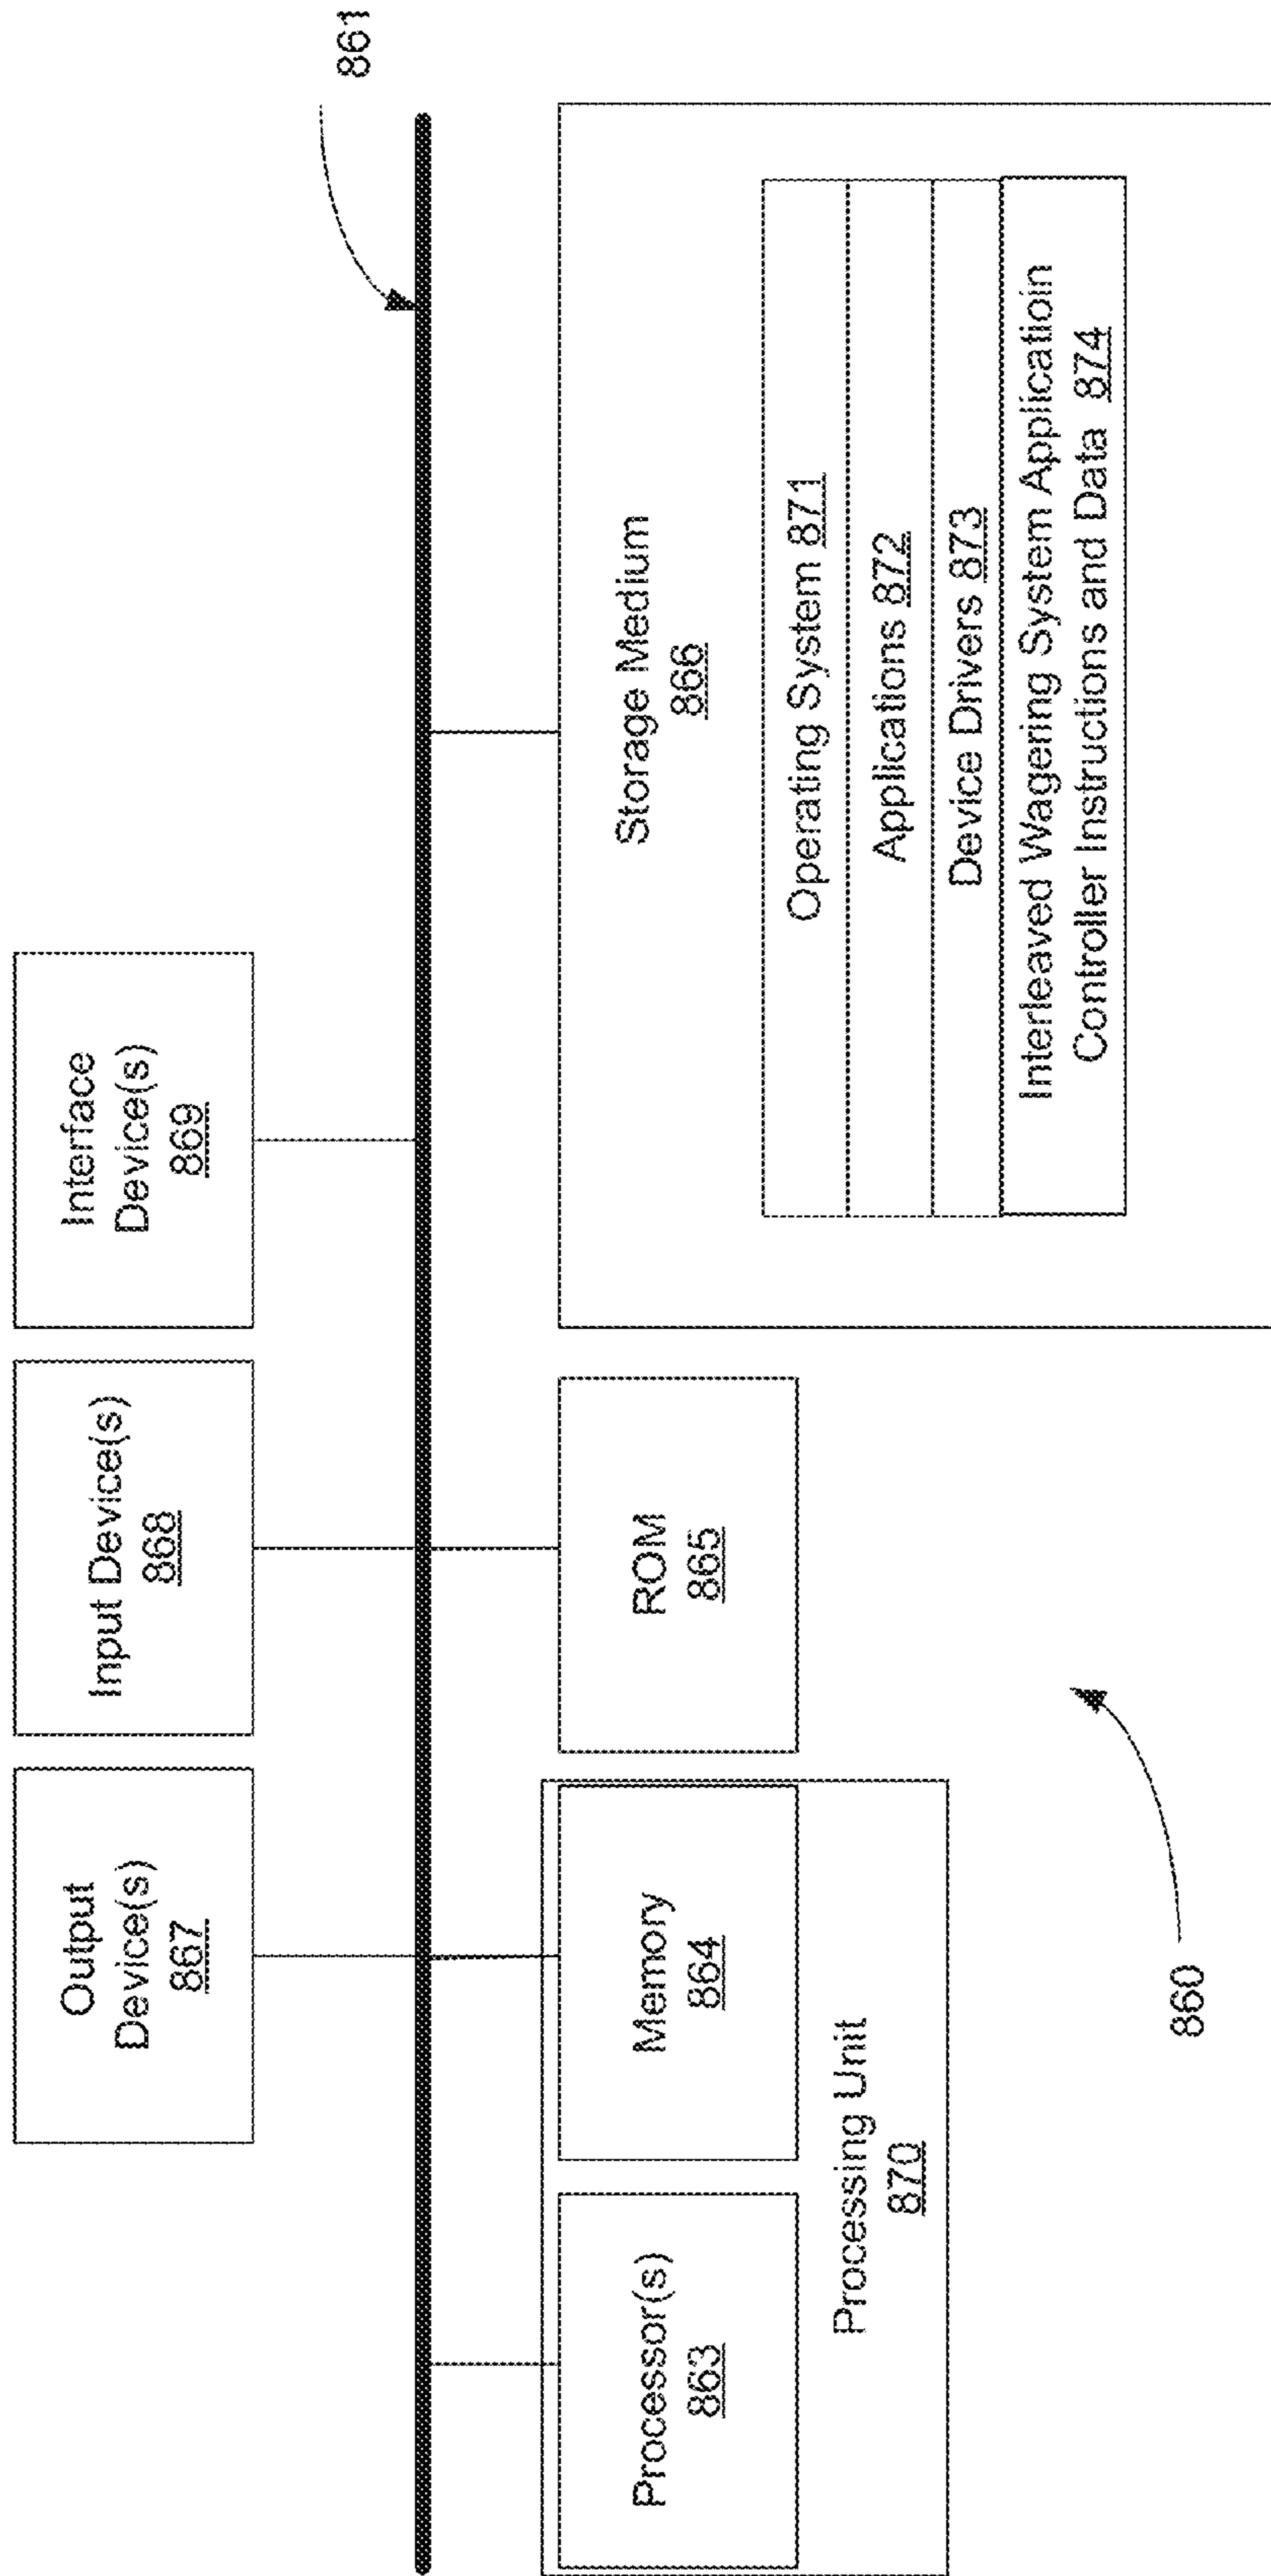 Output
Device(s)
867
Input Device(s)
868
Interface
Device(s)
869
861
Processor(s)
863
Memory
864
Processing Unit
870
ROM
865
Storage Medium
866
Operating System 871
Applications 872
Device Drivers 873
Interleaved Wagering System Applicatoin
Controller Instructions and Data 874
860